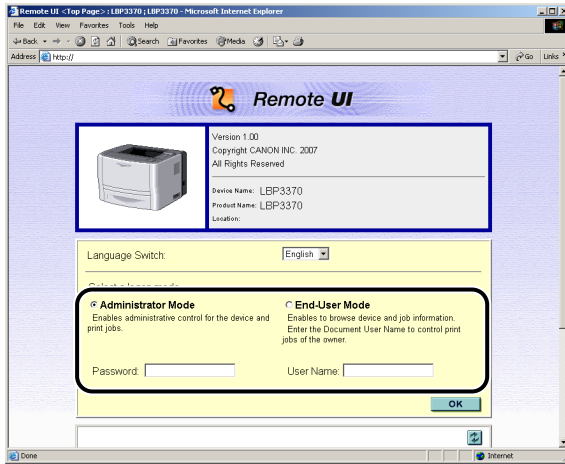 Remote UI <Top Page> : LBP3370 ; LBP3370 - Microsoft Internet Explorer
File Edit View Favorites Tools Help
Back Search Favorites Media
Address http:// Go Links
Remote UI
Version 1.00
Copyright CANON INC. 2007
All Rights Reserved
Device Name: LBP3370
Product Name: LBP3370
Location:
Language Switch: English
Select a logon mode
Administrator Mode
Enables administrative control for the device and
print jobs.
Password:
End-User Mode
Enables to browse device and job information.
Enter the Document User Name to control print
jobs of the owner.
User Name:
OK
Done Internet